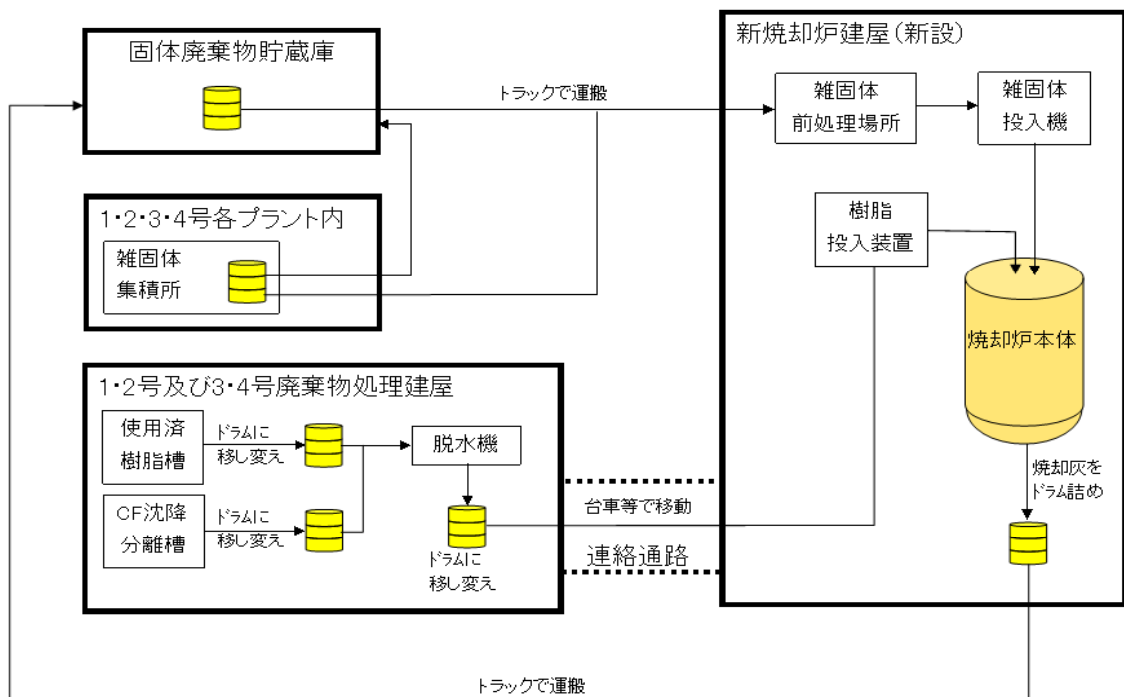 固体廃棄物貯蔵庫
トラックで運搬
新焼却炉建屋(新設)
雑固体
前処理場所
雑固体
投入機
1・2・3・4号各プラント内
雑固体
集積所
樹脂
投入装置
焼却炉本体
1・2号及び3・4号廃棄物処理建屋
使用済
樹脂槽
ドラムに
移し変え
脱水機
CF沈降
分離槽
ドラムに
移し変え
ドラムに
移し変え
台車等で移動
連絡通路
焼却灰を
ドラム詰め
トラックで運搬